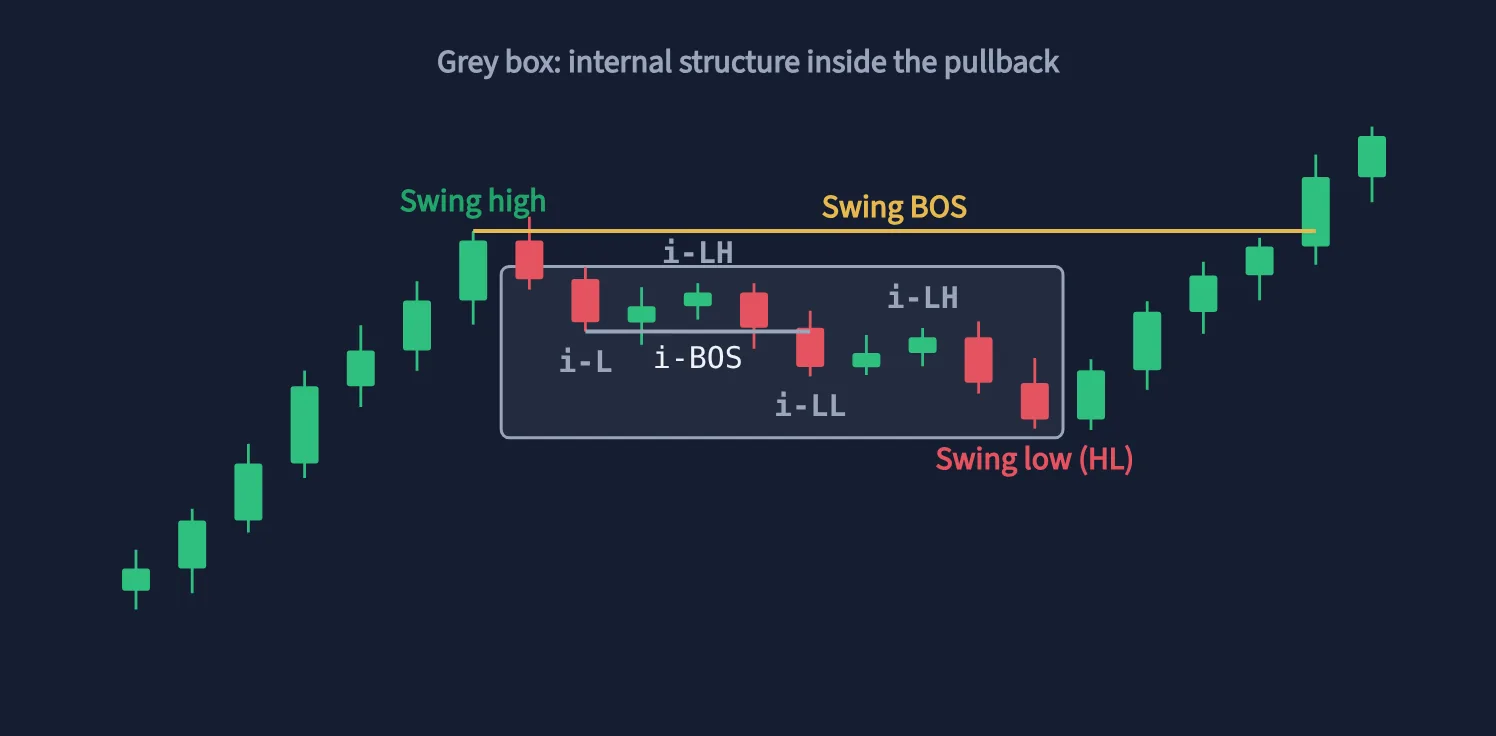 Grey box: internal structure inside the pullback
Swing high
Swing BOS
i-LH
i-LH
i-L
i-BOS
i-LL
Swing low (HL)